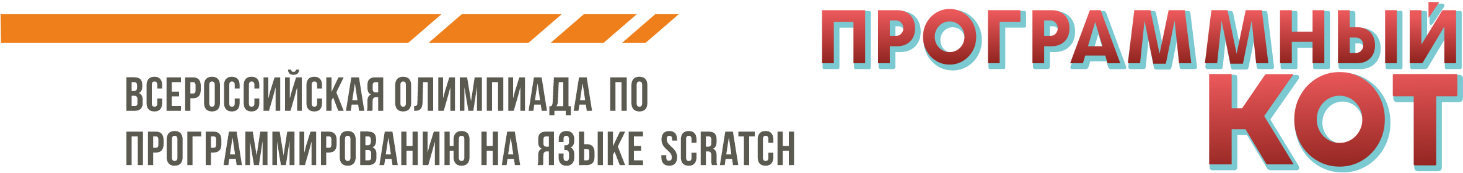 ВСЕРОССИЙСКАЯ ОЛИМПИАДА ПО
ПРОГРАММИРОВАНИЮ НА ЯЗЫКЕ SCRATCH
ПРОГРАММНЫЙ
КОТ